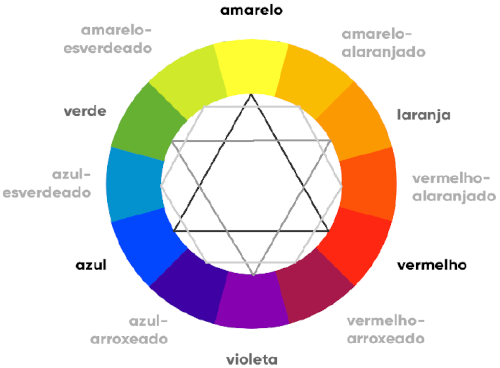 amarelo
amarelo-
esverdeado
amarelo-
alaranjado
verde
laranja
azul-
esverdeado
vermelho-
alaranjado
azul
vermelho
azul-
arroxeado
vermelho-
arroxeado
violeta